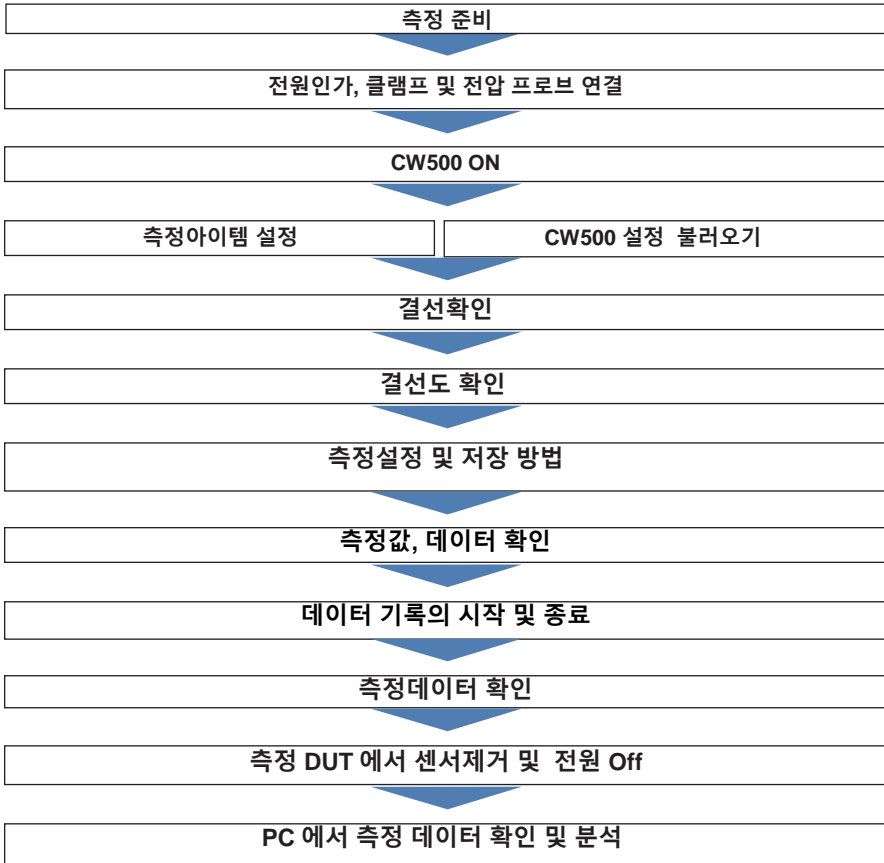 측정 준비
전원인가, 클램프 및 전압 프로브 연결
CW500 ON
측정아이템 설정
CW500 설정 불러오기
결선확인
결선도 확인
측정설정 및 저장 방법
측정값, 데이터 확인
데이터 기록의 시작 및 종료
측정데이터 확인
측정 DUT 에서 센서제거 및 전원 Off
PC 에서 측정 데이터 확인 및 분석